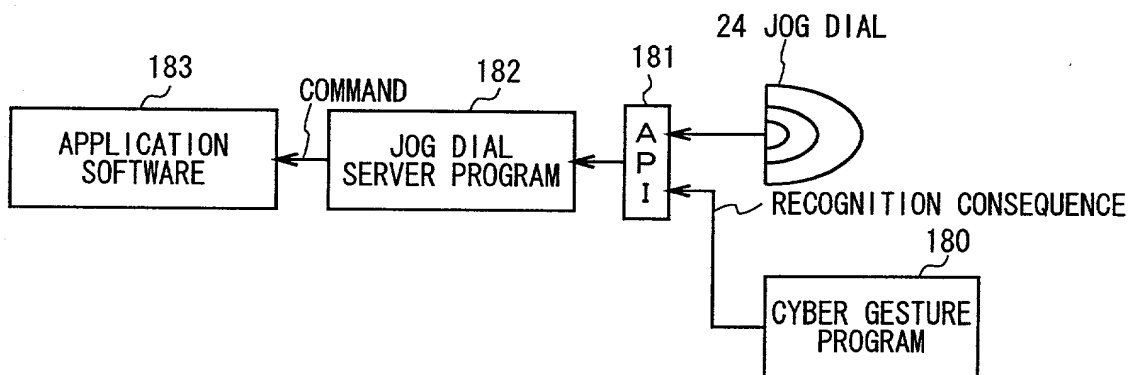 24 JOG DIAL
181
183
COMMAND
182
APPLICATION
SOFTWARE
JOG DIAL
SERVER PROGRAM
A
P
I
RECOGNITION CONSEQUENCE
180
CYBER GESTURE
PROGRAM